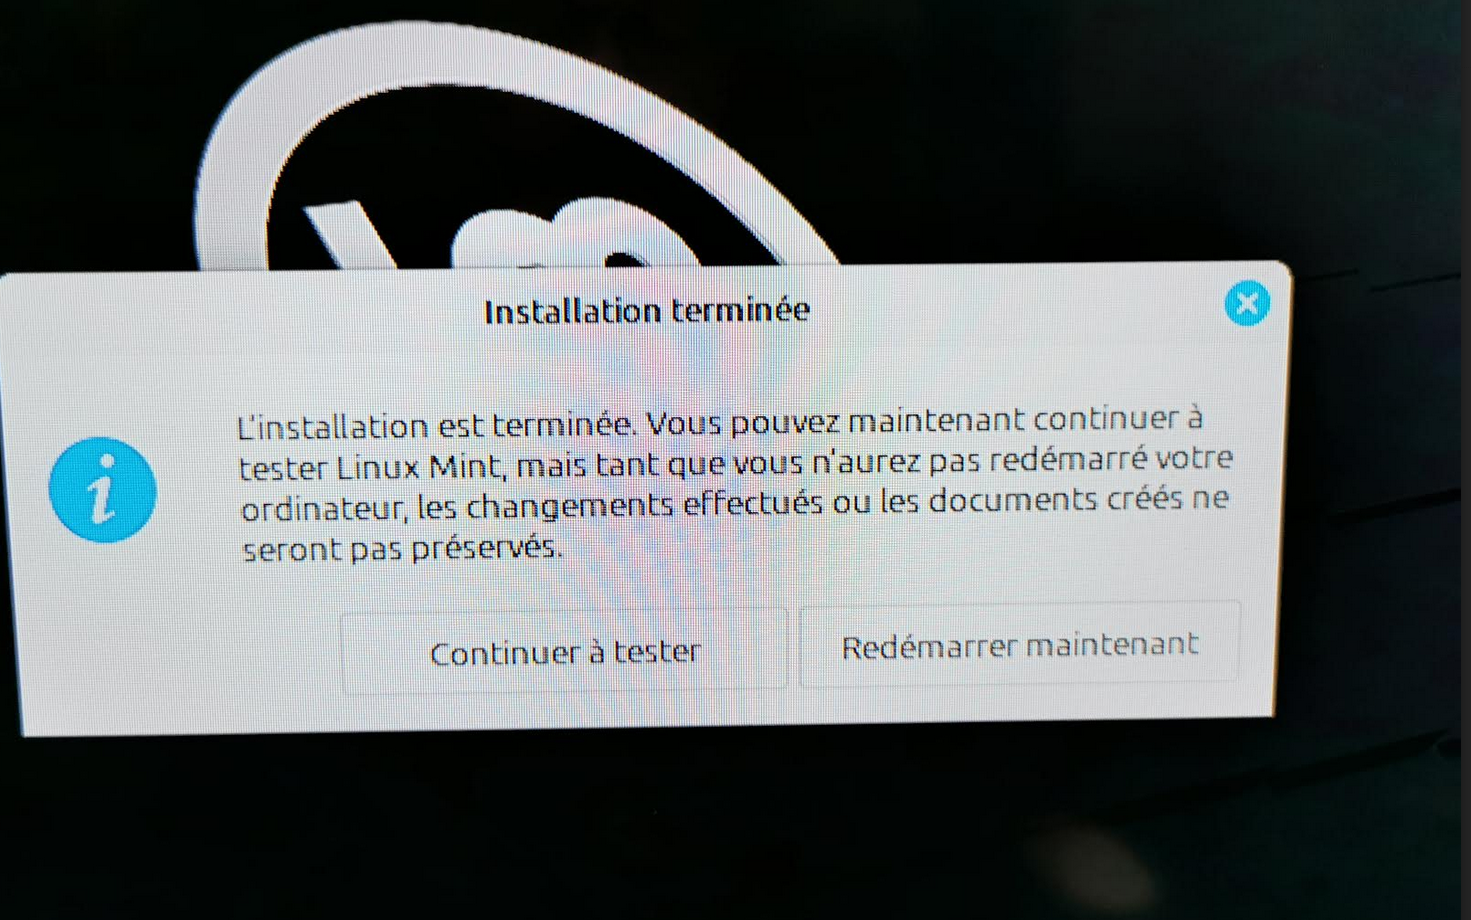 Installation terminée
L'installation est terminée. Vous pouvez maintenant continuer à
tester Linux Mint, mais tant que vous n'aurez pas redémarré votre
ordinateur, les changements effectués ou les documents créés ne
seront pas préservés.
Continuer à tester
Redémarrer maintenant